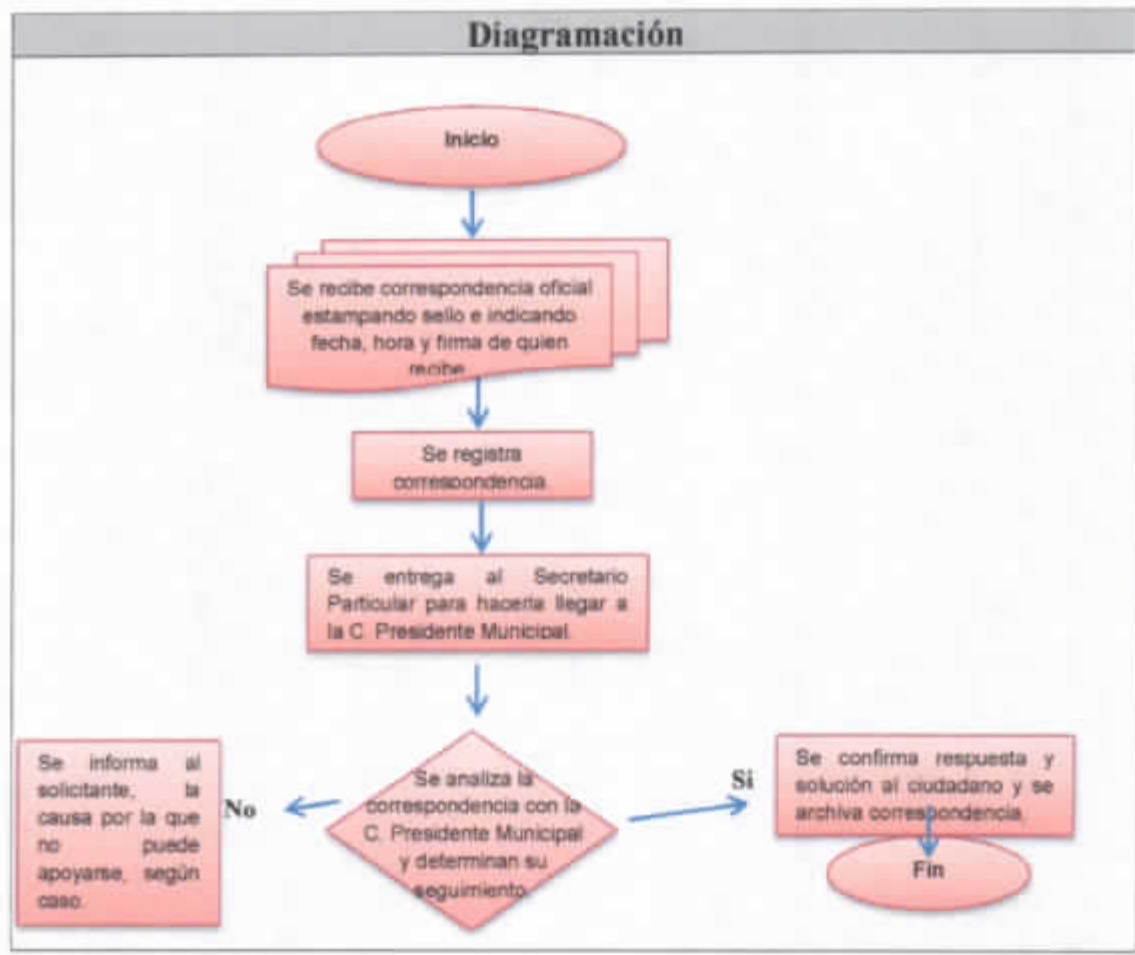 Diagramación
Inicio
Se recibe correspondencia oficial
estampando sello e indicando
fecha, hora y firma de quien
recibe
Se registra
correspondencia.
Se entrega al Secretario
Particular para hacerla llegar a
la C. Presidente Municipal.
Se analiza la
correspondencia con la
C. Presidente Municipal
y determinan su
seguimiento.
No
Se informa al
solicitante, la
causa por la que
no puede
apoyarse, según
caso.
Si
Se confirma respuesta y
solución al ciudadano y se
archiva correspondencia.
Fin